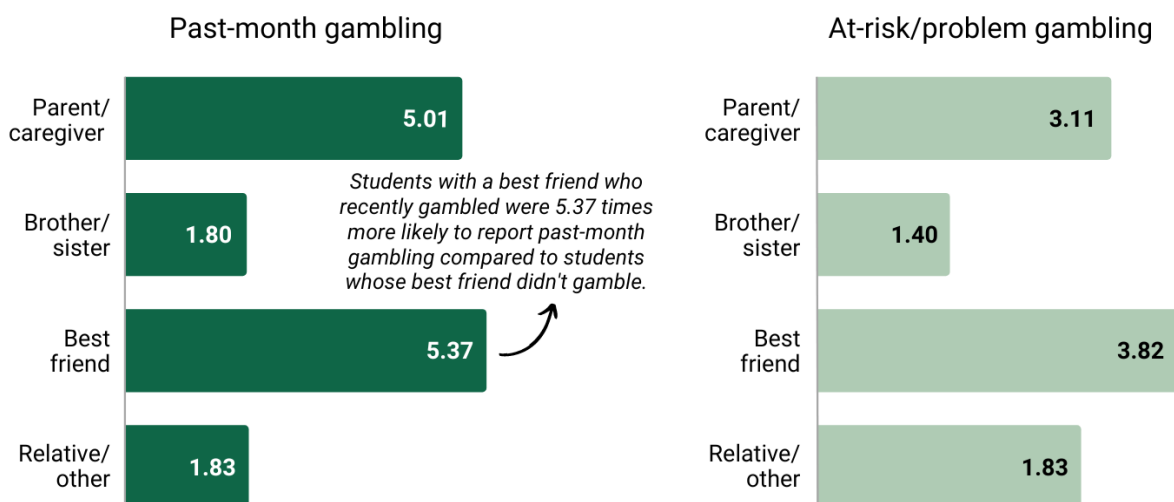 Past-month gambling
Parent/
caregiver
5.01
Brother/
sister
1.80
Best
friend
5.37
Relative/
other
1.83
Students with a best friend who
recently gambled were 5.37 times
more likely to report past-month
gambling compared to students
whose best friend didn't gamble.
At-risk/problem gambling
Parent/
caregiver
3.11
Brother/
sister
1.40
Best
friend
3.82
Relative/
other
1.83